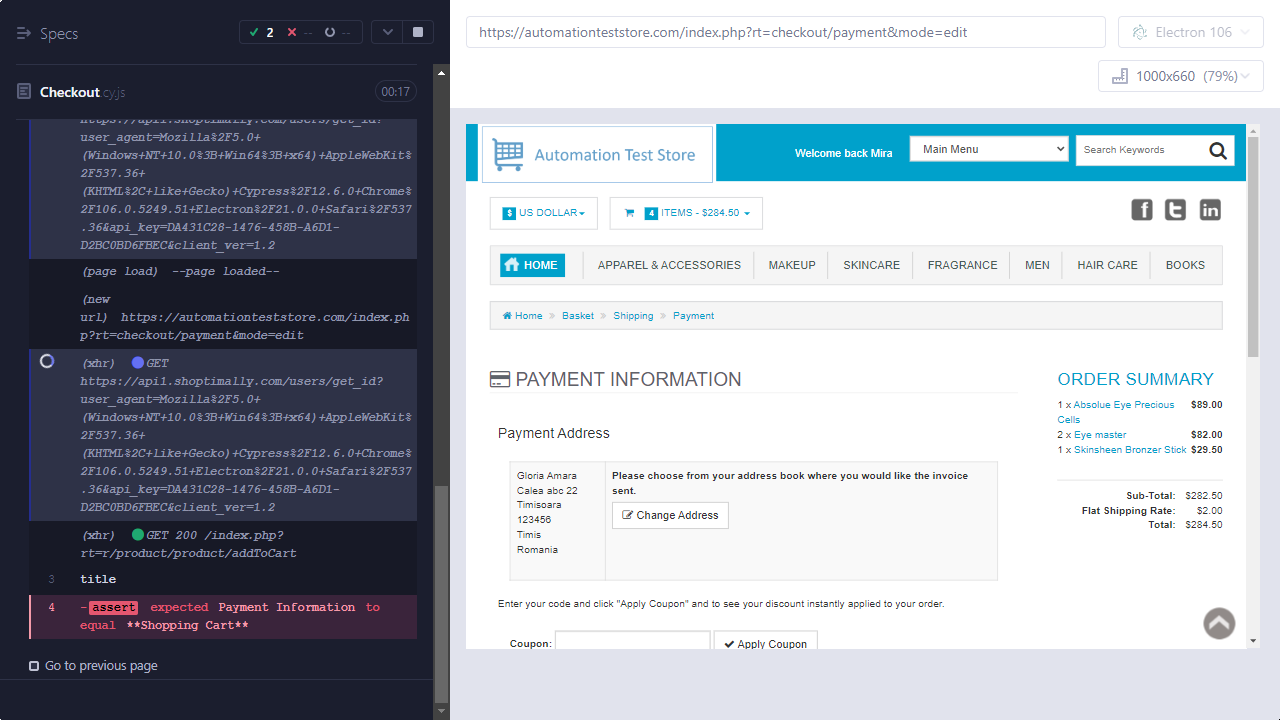 Specs
2
--
--
Checkout.cy.js
00:17
https://api1.shoptimally.com/users/get_id?
user_agent=Mozilla%2F5.0+
(Windows+NT+10.0%3B+Win64%3B+x64)+AppleWebKit%
2F537.36+
(KHTML%2C+like+Gecko)+Cypress%2F12.6.0+Chrome%
2F106.0.5249.51+Electron%2F21.0.0+Safari%2F537
.36&api_key=DA431C28-1476-458B-A6D1-
D2BC0BD6FBEC&client_ver=1.2
(page load) --page loaded--
(new
url) https://automationteststore.com/index.ph
p?rt=checkout/payment&mode=edit
(xhr) GET
https://api1.shoptimally.com/users/get_id?
user_agent=Mozilla%2F5.0+
(Windows+NT+10.0%3B+Win64%3B+x64)+AppleWebKit%
2F537.36+
(KHTML%2C+like+Gecko)+Cypress%2F12.6.0+Chrome%
2F106.0.5249.51+Electron%2F21.0.0+Safari%2F537
.36&api_key=DA431C28-1476-458B-A6D1-
D2BC0BD6FBEC&client_ver=1.2
(xhr) GET 200 /index.php?
rt=r/product/product/addToCart
3 title
4 -assert expected Payment Information to
equal **Shopping Cart**
Go to previous page
https://automationteststore.com/index.php?rt=checkout/payment&mode=edit
Electron 106
1000x660 (79%)
Automation Test Store
Welcome back Mira
Main Menu
Search Keywords
$ US DOLLAR
4 ITEMS - $284.50
f t in
HOME
APPAREL & ACCESSORIES
MAKEUP
SKINCARE
FRAGRANCE
MEN
HAIR CARE
BOOKS
Home » Basket » Shipping » Payment
PAYMENT INFORMATION
Payment Address
Gloria Amara
Calea abc 22
Timisoara
123456
Timis
Romania
Please choose from your address book where you would like the invoice
sent.
Change Address
Enter your code and click "Apply Coupon" and to see your discount instantly applied to your order.
Coupon:
Apply Coupon
ORDER SUMMARY
1 x Absolue Eye Precious $89.00
Cells
2 x Eye master $82.00
1 x Skinsheen Bronzer Stick $29.50
Sub-Total: $282.50
Flat Shipping Rate: $2.00
Total: $284.50